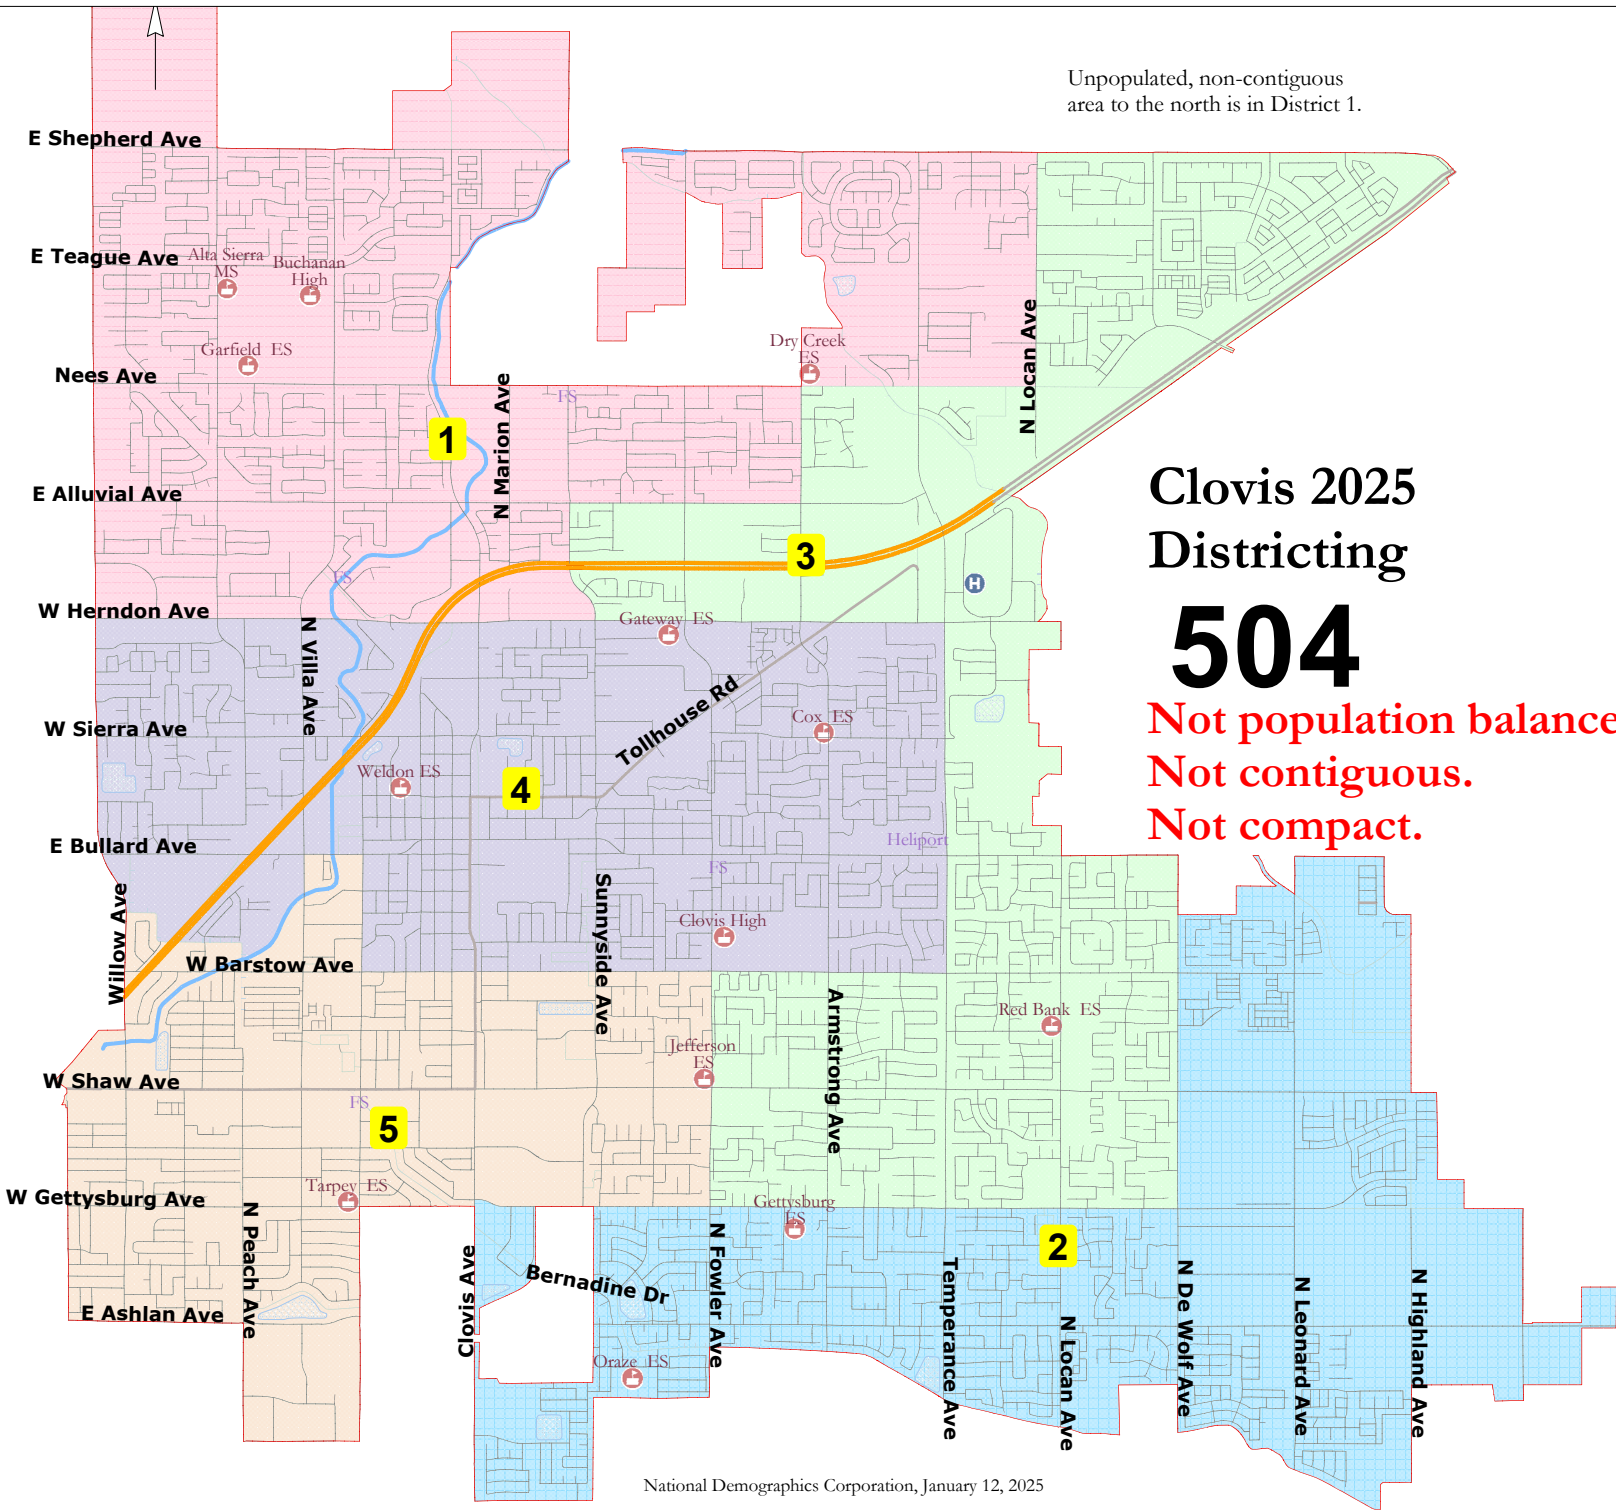 Unpopulated, non-contiguous
area to the north is in District 1.
E Shepherd Ave
E Teague Ave
Alta Sierra
MS
Buchanan
High
N Locan Ave
Dry Creek
ES
Garfield ES
Nees Ave
FS
N Marion Ave
1
E Alluvial Ave
Clovis 2025
Districting
504
Not population balance
Not contiguous.
Not compact.
3
FS
H
W Herndon Ave
N Villa Ave
Gateway ES
Tollhouse Rd
Cox ES
W Sierra Ave
Weldon ES
4
E Bullard Ave
Heliport
FS
Willow Ave
Sunnyside Ave
Clovis High
W Barstow Ave
Armstrong Ave
Red Bank ES
Jefferson
ES
W Shaw Ave
FS
5
Tarpey ES
W Gettysburg Ave
Gettysburg
ES
N Peach Ave
Clovis Ave
Bernadine Dr
N Fowler Ave
2
Temperance Ave
N Locan Ave
N De Wolf Ave
N Leonard Ave
N Highland Ave
E Ashlan Ave
Oraze ES
National Demographics Corporation, January 12, 2025